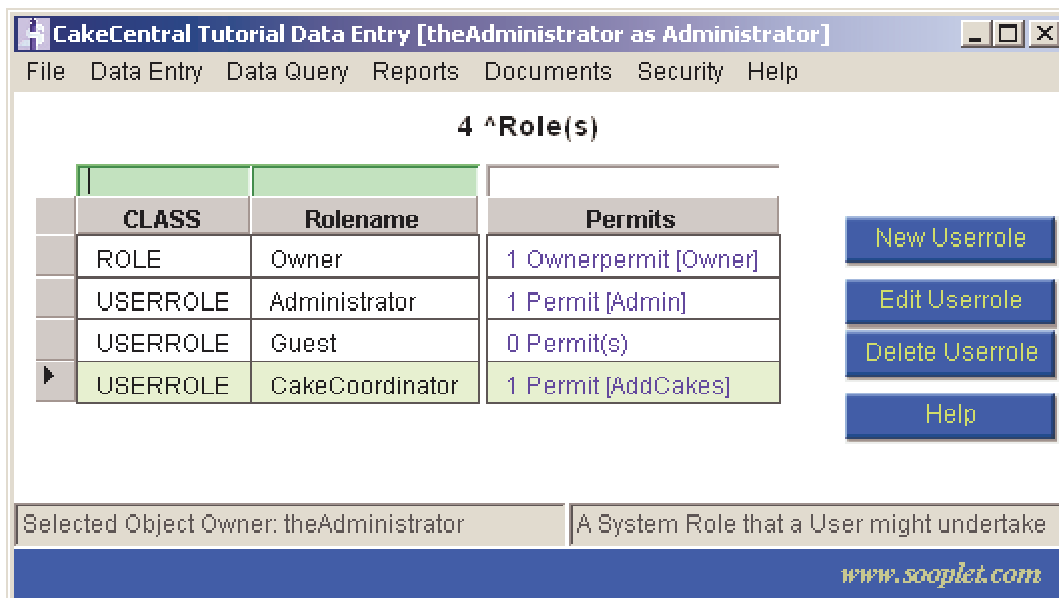 CakeCentral Tutorial Data Entry [theAdministrator as Administrator]
File Data Entry Data Query Reports Documents Security Help
4 ^Role(s)
CLASS Rolename Permits
ROLE Owner 1 Ownerpermit [Owner]
USERROLE Administrator 1 Permit [Admin]
USERROLE Guest 0 Permit(s)
USERROLE CakeCoordinator 1 Permit [AddCakes]
New Userrole
Edit Userrole
Delete Userrole
Help
Selected Object Owner: theAdministrator
A System Role that a User might undertake
www.sooplet.com